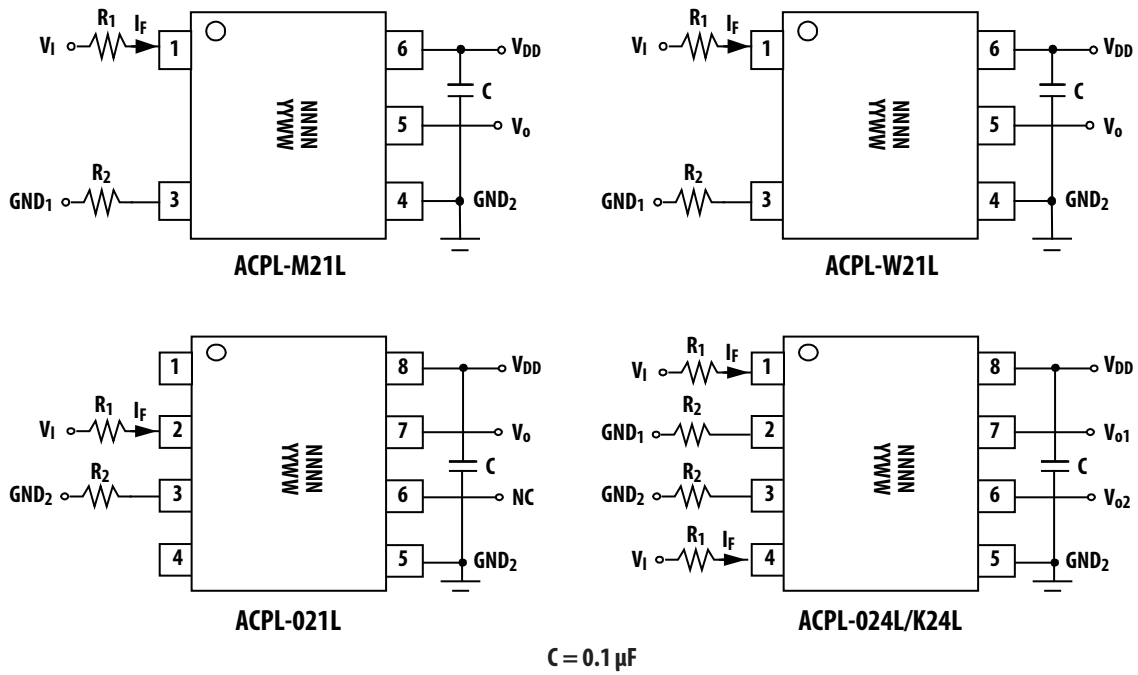 R1 IF
VI
1
6
VDD
C
NNNN
YYWW
5
Vo
R2
GND1
3
4
GND2
ACPL-M21L
R1 IF
VI
1
6
VDD
C
NNNN
YYWW
5
Vo
R2
GND1
3
4
GND2
ACPL-W21L
1
8
VDD
R1 IF
VI
2
7
Vo
NNNN
YYWW
C
R2
GND2
3
6
NC
4
5
GND2
ACPL-021L
R1 IF
VI
1
8
VDD
R2
GND1
2
7
Vo1
NNNN
YYWW
C
R2
GND2
3
6
Vo2
R1 IF
VI
4
5
GND2
ACPL-024L/K24L
C = 0.1 µF